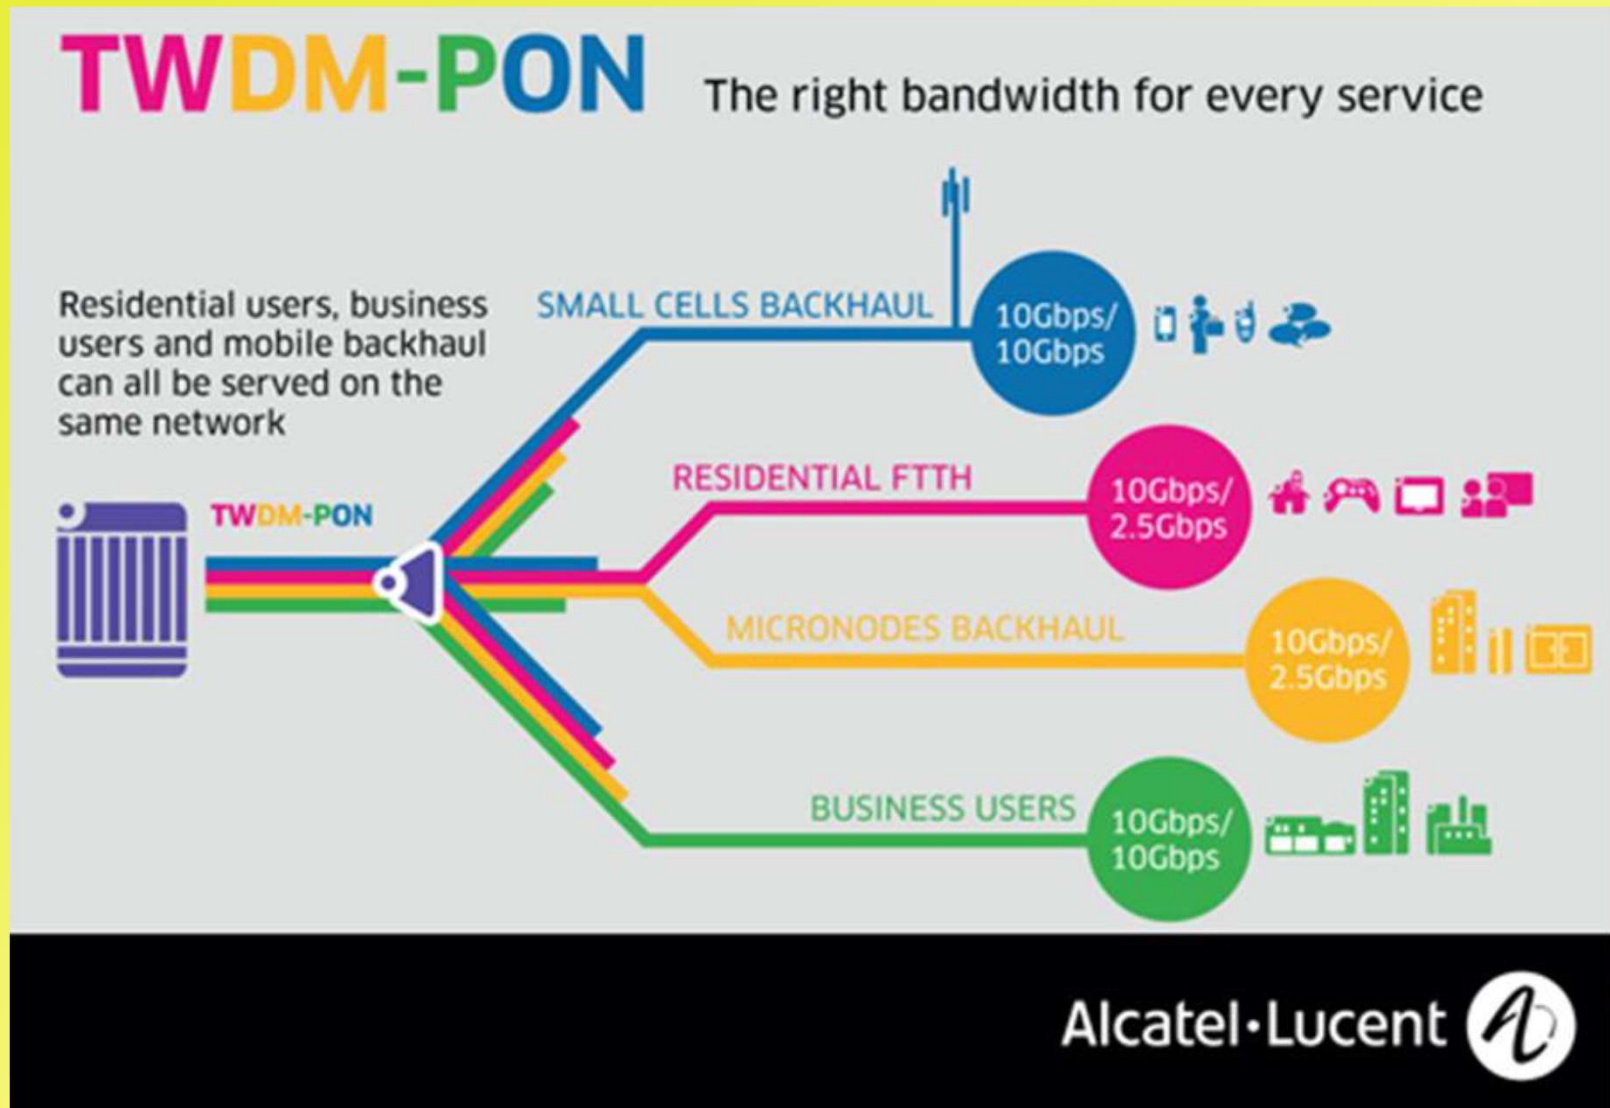 TWDM-PON
The right bandwidth for every service
Residential users, business
users and mobile backhaul
can all be served on the
same network
TWDM-PON
SMALL CELLS BACKHAUL
10Gbps/
10Gbps
RESIDENTIAL FTTH
10Gbps/
2.5Gbps
MICRONODES BACKHAUL
10Gbps/
2.5Gbps
BUSINESS USERS
10Gbps/
10Gbps
Alcatel·Lucent